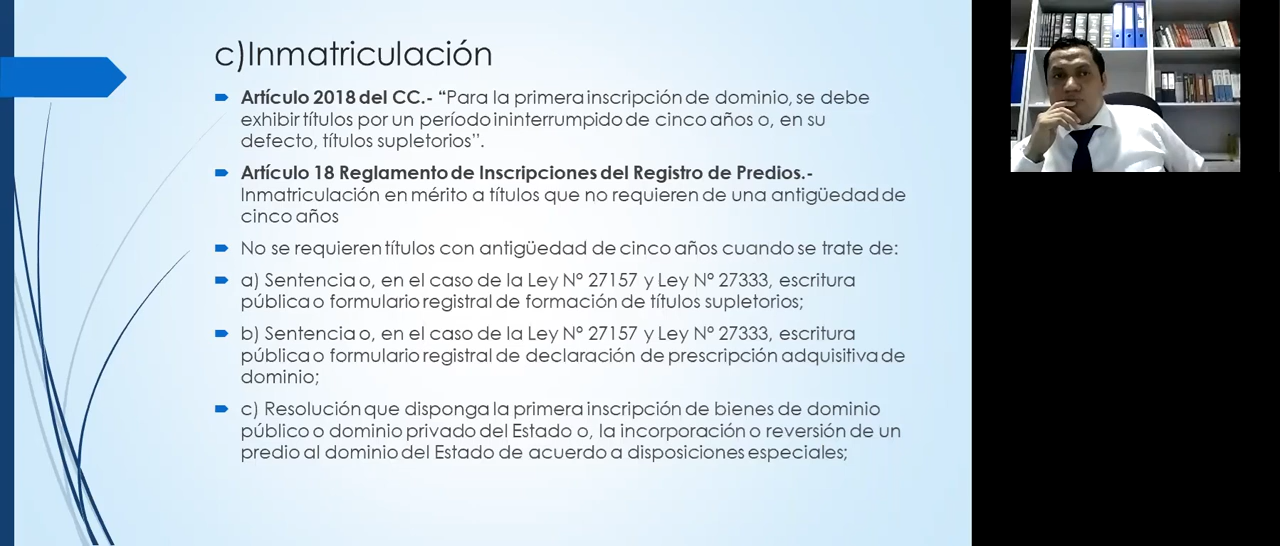 c)Inmatriculación
Artículo 2018 del CC.- “Para la primera inscripción de dominio, se debe
exhibir títulos por un período ininterrumpido de cinco años o, en su
defecto, títulos supletorios”.
Artículo 18 Reglamento de Inscripciones del Registro de Predios.-
Inmatriculación en mérito a títulos que no requieren de una antigüedad de
cinco años
No se requieren títulos con antigüedad de cinco años cuando se trate de:
a) Sentencia o, en el caso de la Ley Nº 27157 y Ley Nº 27333, escritura
pública o formulario registral de formación de títulos supletorios;
b) Sentencia o, en el caso de la Ley Nº 27157 y Ley Nº 27333, escritura
pública o formulario registral de declaración de prescripción adquisitiva de
dominio;
c) Resolución que disponga la primera inscripción de bienes de dominio
público o dominio privado del Estado o, la incorporación o reversión de un
predio al dominio del Estado de acuerdo a disposiciones especiales;